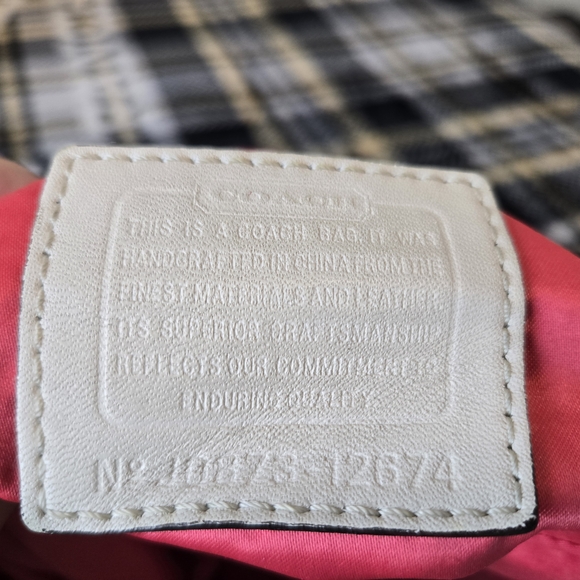 COACH
THIS IS A COACH BAG. IT WAS
HANDCRAFTED IN CHINA FROM THE
FINEST MATERIALS AND LEATHER.
ITS SUPERIOR CRAFTSMANSHIP
REFLECTS OUR COMMITMENT TO
ENDURING QUALITY.
Nº -12674